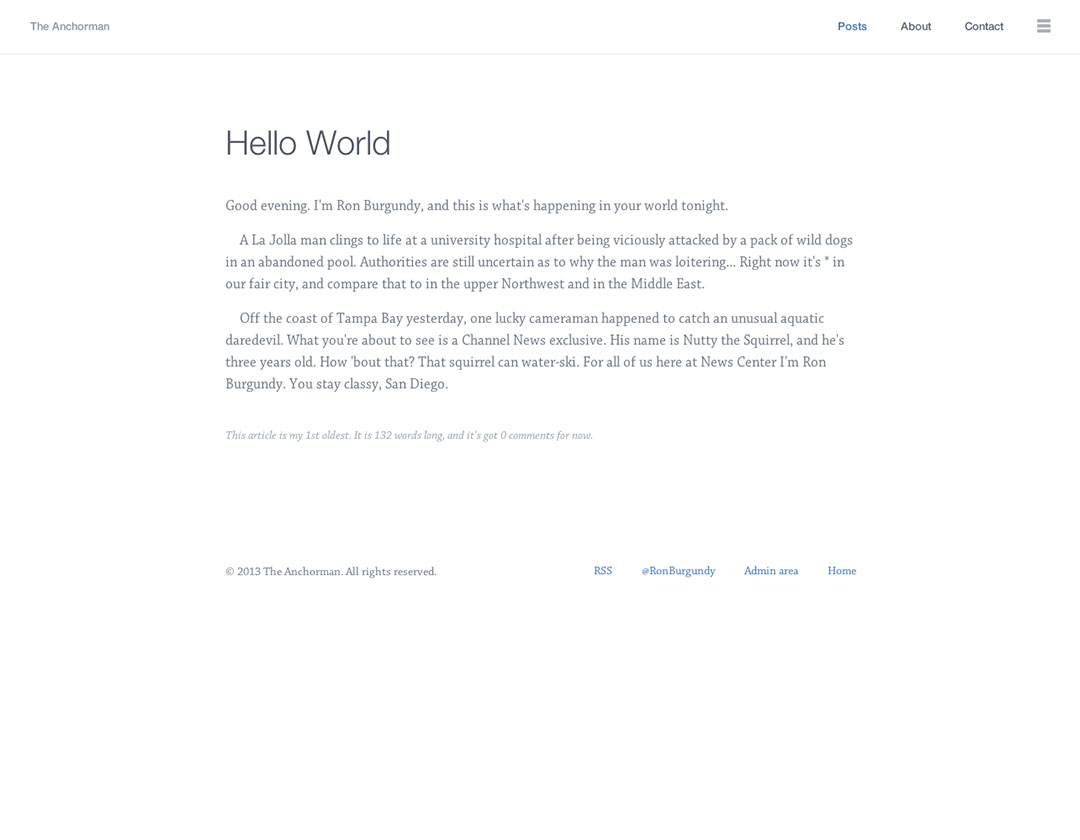 The Anchorman
Posts
About
Contact
Hello World
Good evening. I'm Ron Burgundy, and this is what's happening in your world tonight.
A La Jolla man clings to life at a university hospital after being viciously attacked by a pack of wild dogs
in an abandoned pool. Authorities are still uncertain as to why the man was loitering... Right now it's * in
our fair city, and compare that to in the upper Northwest and in the Middle East.
Off the coast of Tampa Bay yesterday, one lucky cameraman happened to catch an unusual aquatic
daredevil. What you're about to see is a Channel News exclusive. His name is Nutty the Squirrel, and he's
three years old. How 'bout that? That squirrel can water-ski. For all of us here at News Center I'm Ron
Burgundy. You stay classy, San Diego.
This article is my 1st oldest. It is 132 words long, and it's got 0 comments for now.
© 2013 The Anchorman. All rights reserved.
RSS
@RonBurgundy
Admin area
Home